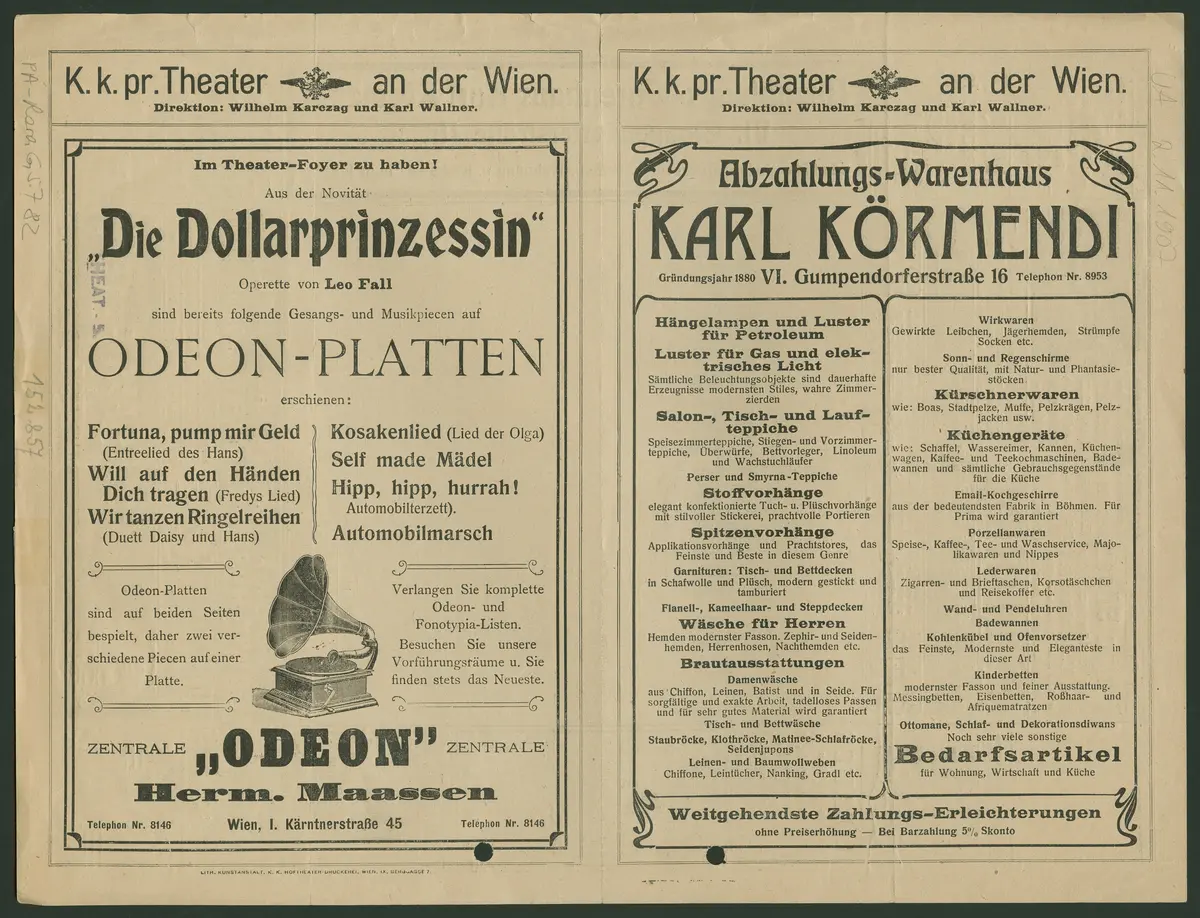 K. k. pr. Theater an der Wien.
Direktion: Wilhelm Karczag und Karl Wallner.
Im Theater-Foyer zu haben!
Aus der Novität
„Die Dollarprinzessin“
Operette von Leo Fall
sind bereits folgende Gesangs- und Musikpiecen auf
ODEON-PLATTEN
erschienen:
Fortuna, pump mir Geld
(Entreelied des Hans)
Will auf den Händen
Dich tragen (Fredys Lied)
Wir tanzen Ringelreihen
(Duett Daisy und Hans)
Kosakenlied (Lied der Olga)
Self made Mädel
Hipp, hipp, hurrah!
Automobilterzett).
Automobilmarsch
Odeon-Platten
sind auf beiden Seiten
bespielt, daher zwei ver-
schiedene Piecen auf einer
Platte.
Verlangen Sie komplette
Odeon- und
Fonotypia-Listen.
Besuchen Sie unsere
Vorführungsräume u. Sie
finden stets das Neueste.
ZENTRALE „ODEON” ZENTRALE
Herm. Maassen
Telephon Nr. 8146 Wien, I. Kärntnerstraße 45 Telephon Nr. 8146
LITH. KUNSTANSTALT, K. K. HOFTHEATER-DRUCKEREI, WIEN, IX.
K. k. pr. Theater an der Wien.
Direktion: Wilhelm Karczag und Karl Wallner.
Abzahlungs-Warenhaus
KARL KÖRMENDI
Gründungsjahr 1880 VI. Gumpendorferstraße 16 Telephon Nr. 8953
Hängelampen und Luster
für Petroleum
Luster für Gas und elek-
trisches Licht
Sämtliche Beleuchtungsobjekte sind dauerhafte
Erzeugnisse modernsten Stiles, wahre Zimmer-
zierden
Salon-, Tisch- und Lauf-
teppiche
Speisezimmerteppiche, Stiegen- und Vorzimmer-
teppiche, Überwürfe, Bettvorleger, Linoleum
und Wachstuchläufer
Perser und Smyrna-Teppiche
Stoffvorhänge
elegant konfektionierte Tuch- u. Plüschvorhänge
mit stilvoller Stickerei, prachtvolle Portieren
Spitzenvorhänge
Applikationsvorhänge und Prachtstores, das
Feinste und Beste in diesem Genre
Garnituren: Tisch- und Bettdecken
in Schafwolle und Plüsch, modern gestickt und
tamburiert
Flanell-, Kameelhaar- und Steppdecken
Wäsche für Herren
Hemden modernster Fasson. Zephir- und Seiden-
hemden, Herrenhosen, Nachthemden etc.
Brautausstattungen
Damenwäsche
aus Chiffon, Leinen, Batist und in Seide. Für
sorgfältige und exakte Arbeit, tadelloses Passen
und für sehr gutes Material wird garantiert
Tisch- und Bettwäsche
Staubröcke, Klothröcke, Matinee-Schlafröcke,
Seidenjupons
Leinen- und Baumwollweben
Chiffone, Leintücher, Nanking, Gradl etc.
Wirkwaren
Gewirkte Leibchen, Jägerhemden, Strümpfe
Socken etc.
Sonn- und Regenschirme
nur bester Qualität, mit Natur- und Phantasie-
stöcken
Kürschnerwaren
wie: Boas, Stadtpelze, Muffe, Pelzkrägen, Pelz-
jacken usw.
Küchengeräte
wie: Schaffel, Wassereimer, Kannen, Küchen-
wagen, Kaffee- und Teekochmaschinen, Bade-
wannen und sämtliche Gebrauchsgegenstände
für die Küche
Email-Kochgeschirre
aus der bedeutendsten Fabrik in Böhmen. Für
Prima wird garantiert
Porzellanwaren
Speise-, Kaffee-, Tee- und Waschservice, Majo-
likawaren und Nippes
Lederwaren
Zigarren- und Brieftaschen, Korsotäschchen
und Reisekoffer etc.
Wand- und Pendeluhren
Badewannen
Kohlenkübel und Ofenvorsetzer
das Feinste, Modernste und Eleganteste in
dieser Art
Kinderbetten
modernster Fasson und feiner Ausstattung.
Messingbetten, Eisenbetten, Roßhaar- und
Afriquematratzen
Ottomane, Schlaf- und Dekorationsdiwans
Noch sehr viele sonstige
Bedarfsartikel
für Wohnung, Wirtschaft und Küche
Weitgehendste Zahlungs-Erleichterungen
ohne Preiserhöhung — Bei Barzahlung 5% Skonto
152.857